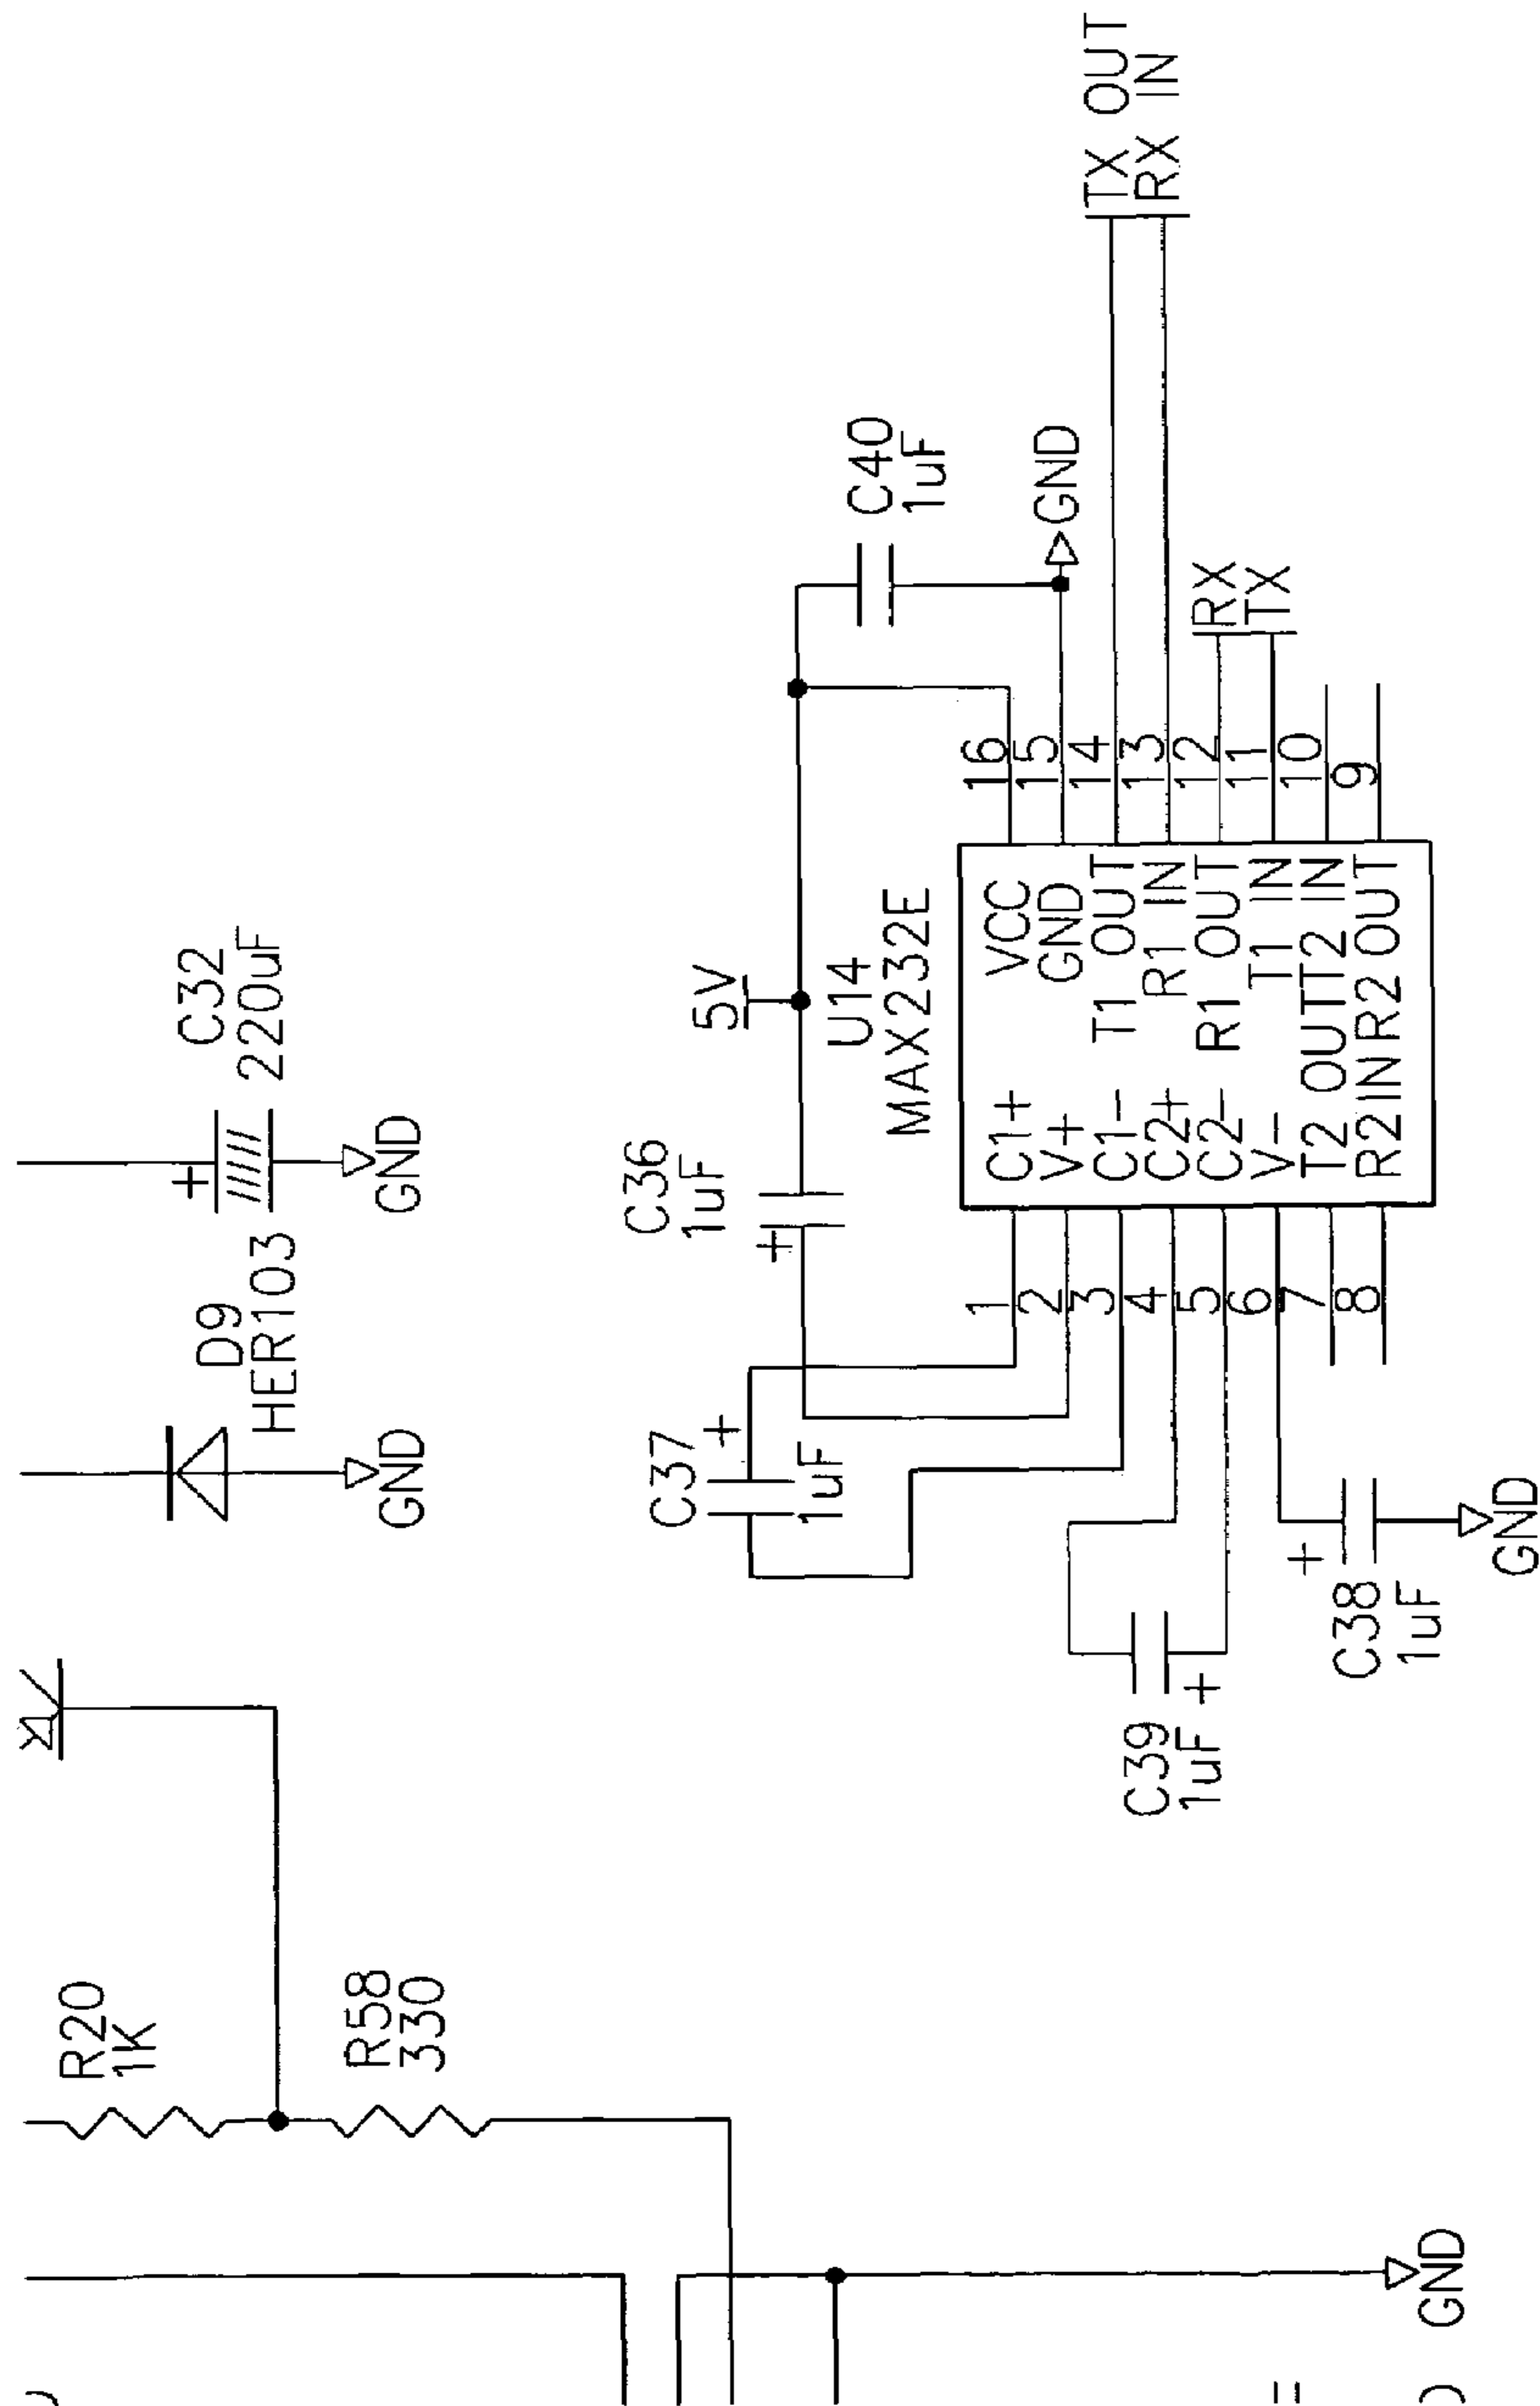 TX OUT
RX IN
C40
1uF
GND
RX
TX
16
15
14
13
12
11
10
9
C32
220uF
+
GND
D9
HER103
GND
5V
U14
MAX232E
VCC
GND
T1 OUT
R1 IN
R1 OUT
T1 IN
T2 IN
R2 OUT
C1+
V+
C1-
C2+
C2-
V-
T2 OUT
R2 IN
C36
1uF
+
1
2
3
4
5
6
7
8
C37
+
1uF
C39
1uF
+
C38
1uF
+
GND
R20
1K
R58
330
GND